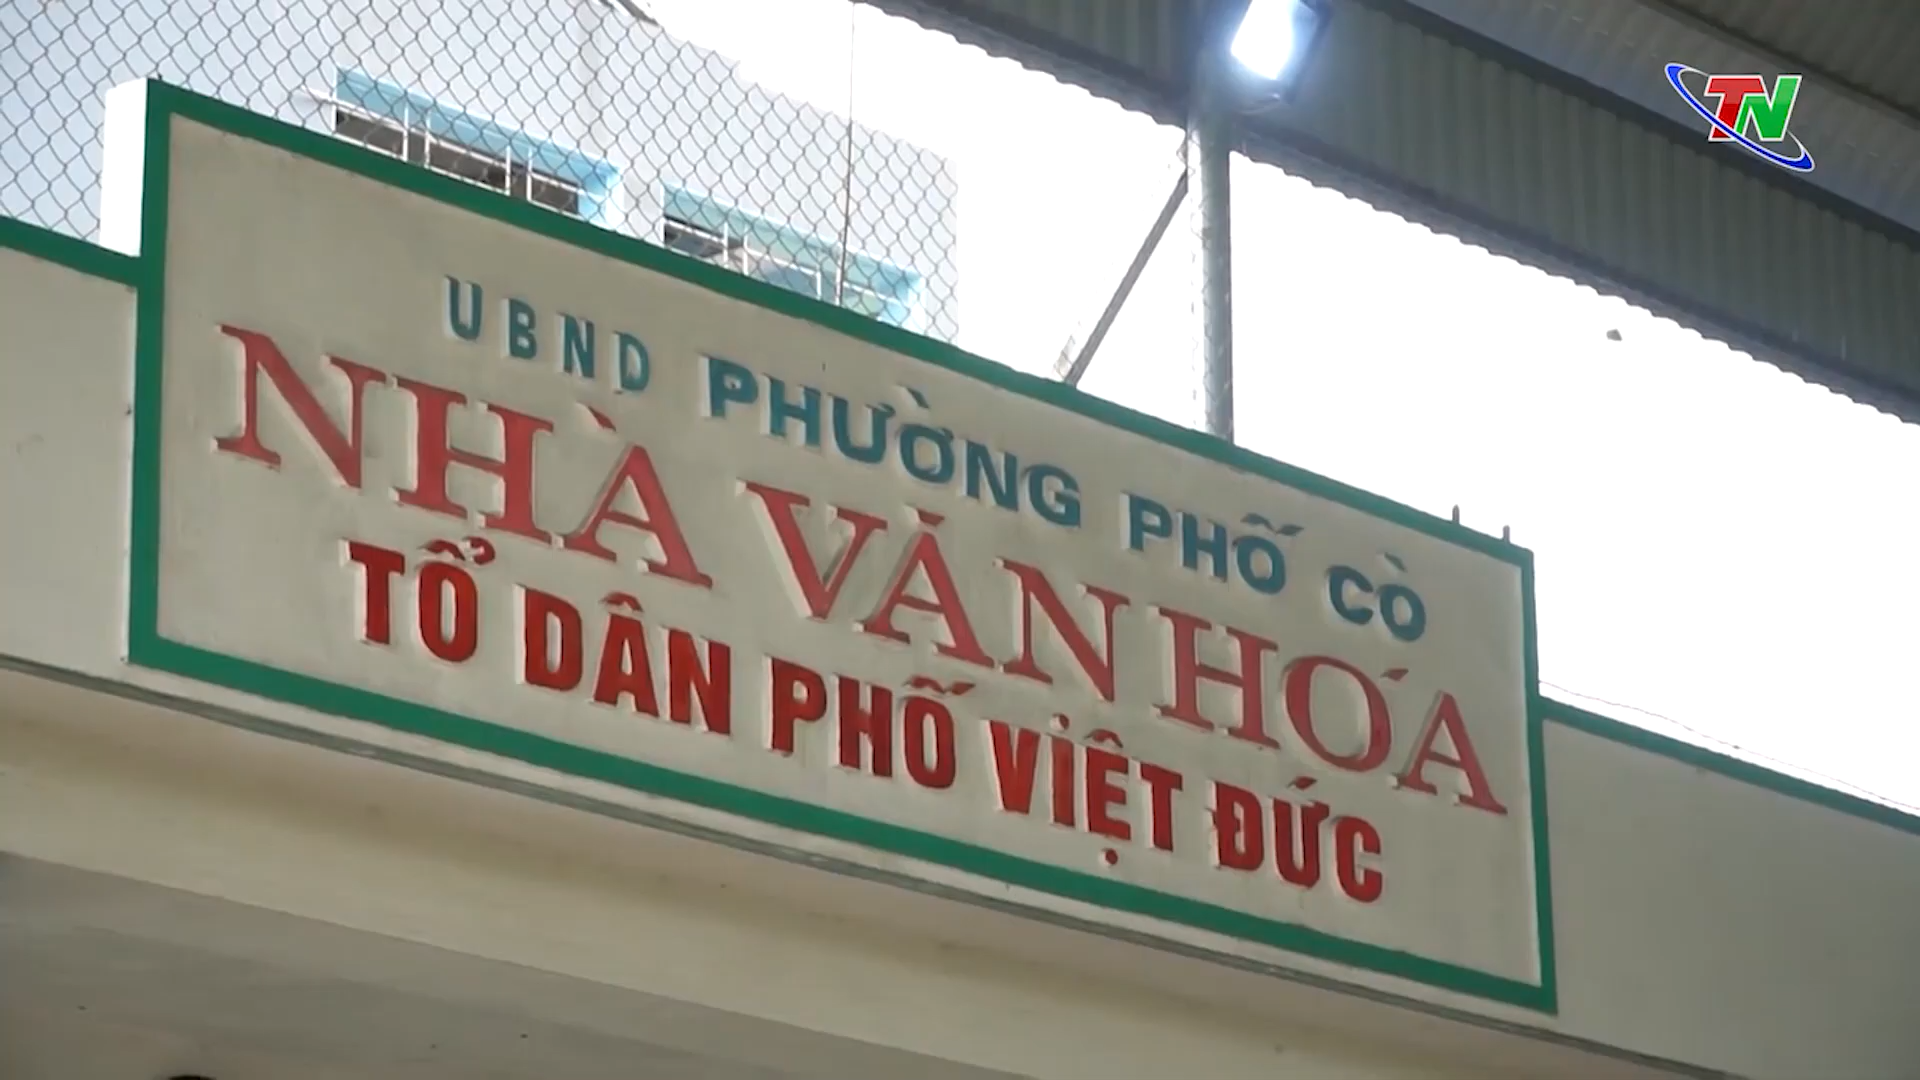 TN
UBND PHƯỜNG PHỐ CÒ
NHÀ VĂN HÓA
TỔ DÂN PHỐ VIỆT ĐỨC